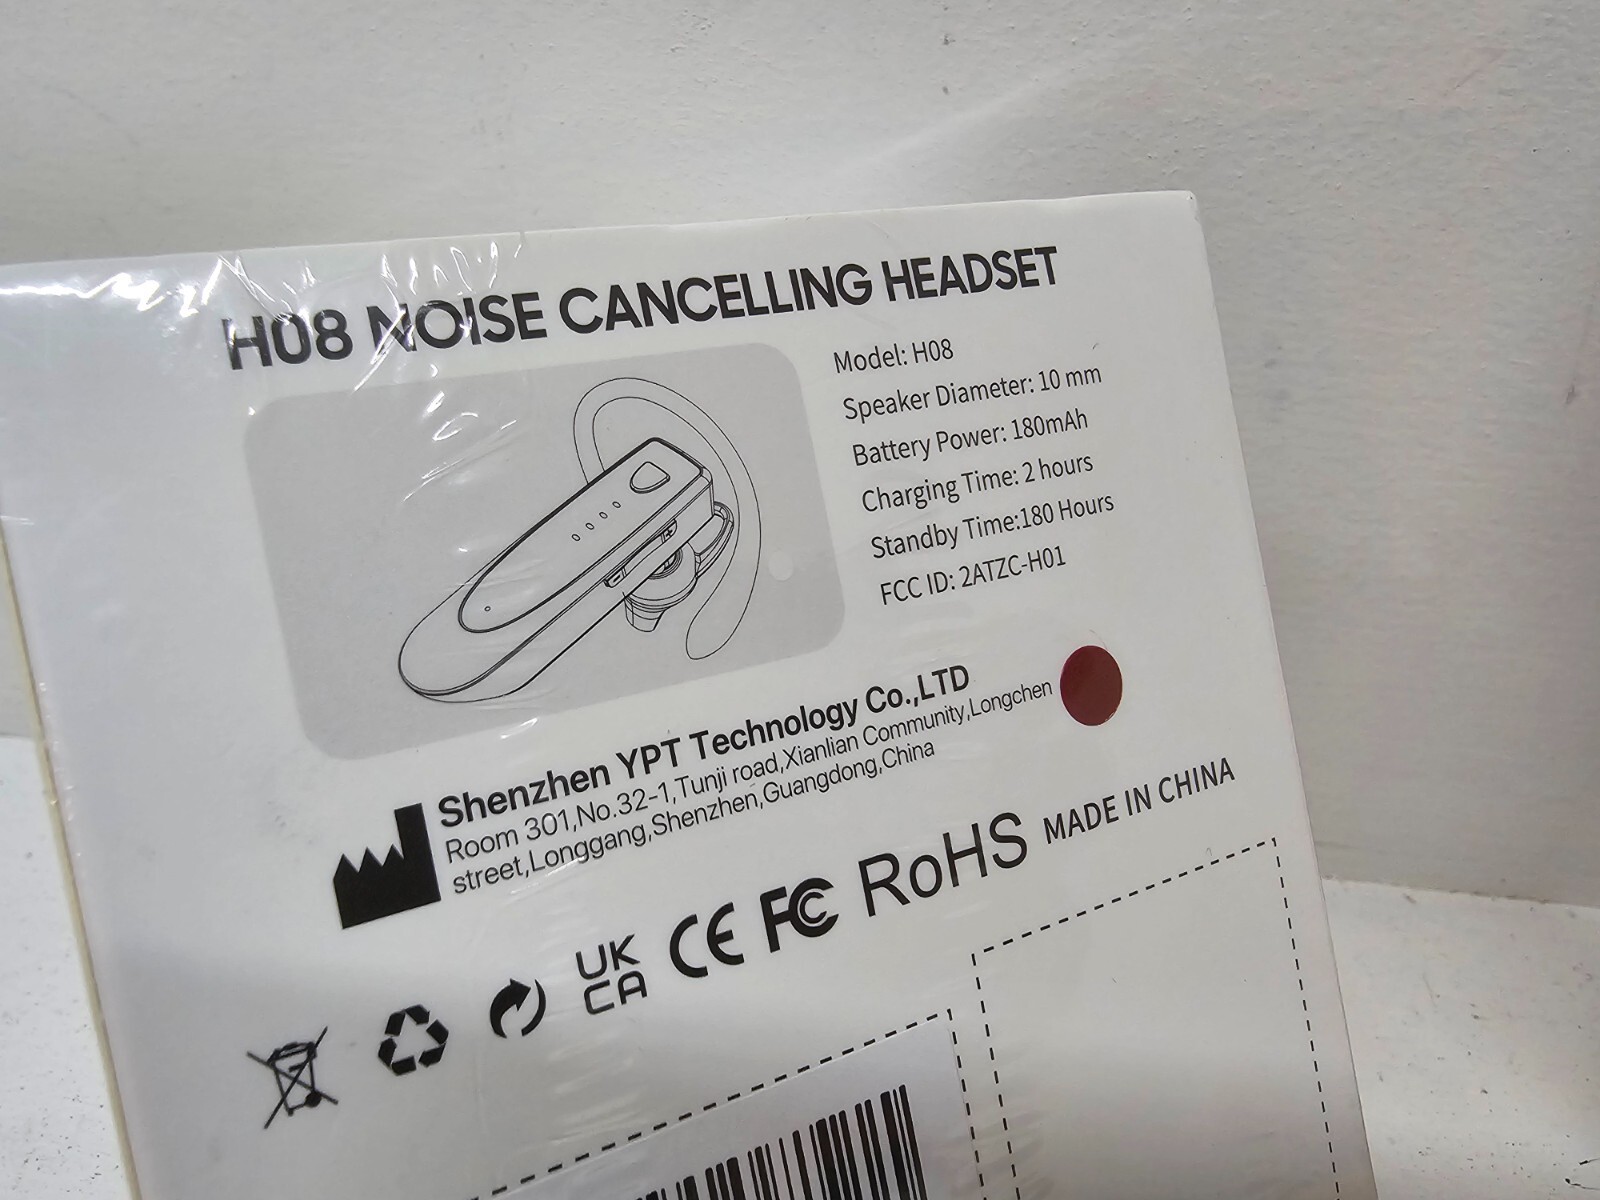 H08 NOISE CANCELLING HEADSET
Model: H08
Speaker Diameter: 10 mm
Battery Power: 180mAh
Charging Time: 2 hours
Standby Time:180 Hours
FCC ID: 2ATZC-H01
Shenzhen YPT Technology Co.,LTD
Room 301,No.32-1,Tunji road,Xianlian Community,Longchen
street,Longgang,Shenzhen,Guangdong,China
UK
CA
CE FC RoHS MADE IN CHINA